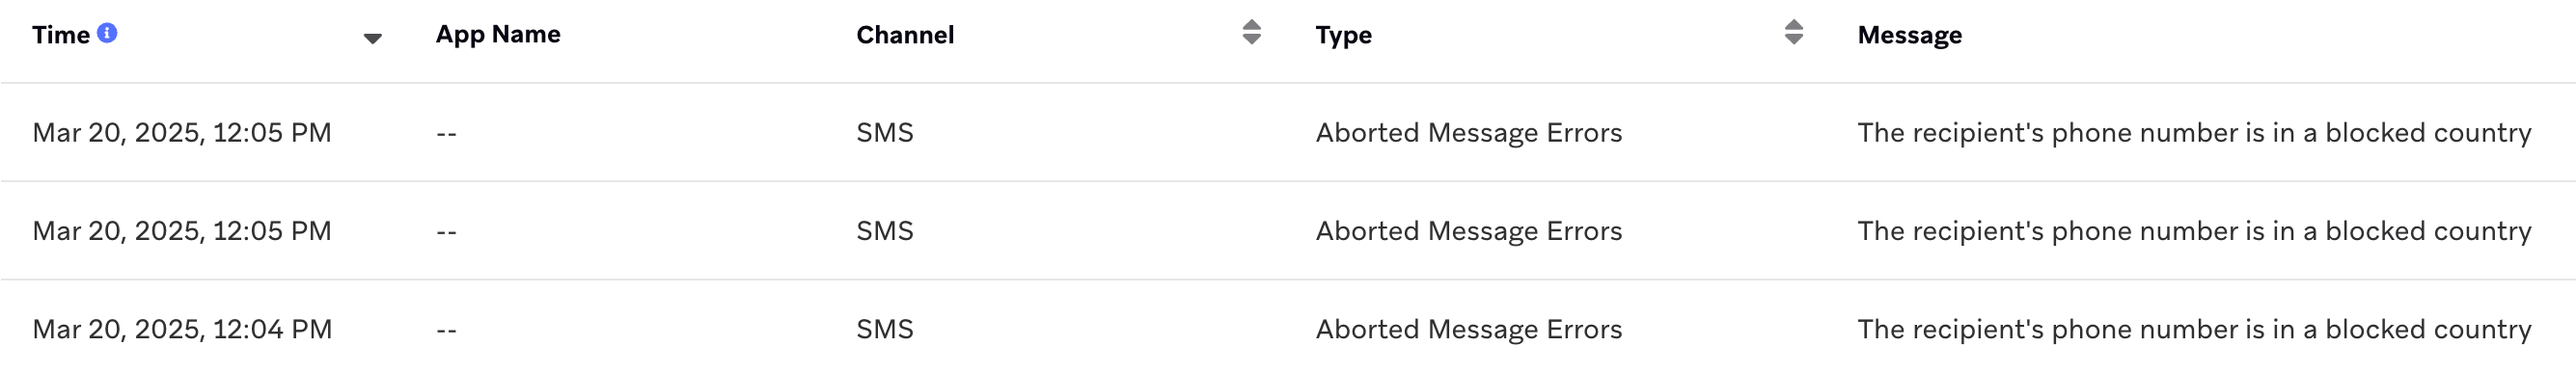 Time App Name Channel Type Message
Mar 20, 2025, 12:05 PM -- SMS Aborted Message Errors The recipient's phone number is in a blocked country
Mar 20, 2025, 12:05 PM -- SMS Aborted Message Errors The recipient's phone number is in a blocked country
Mar 20, 2025, 12:04 PM -- SMS Aborted Message Errors The recipient's phone number is in a blocked country